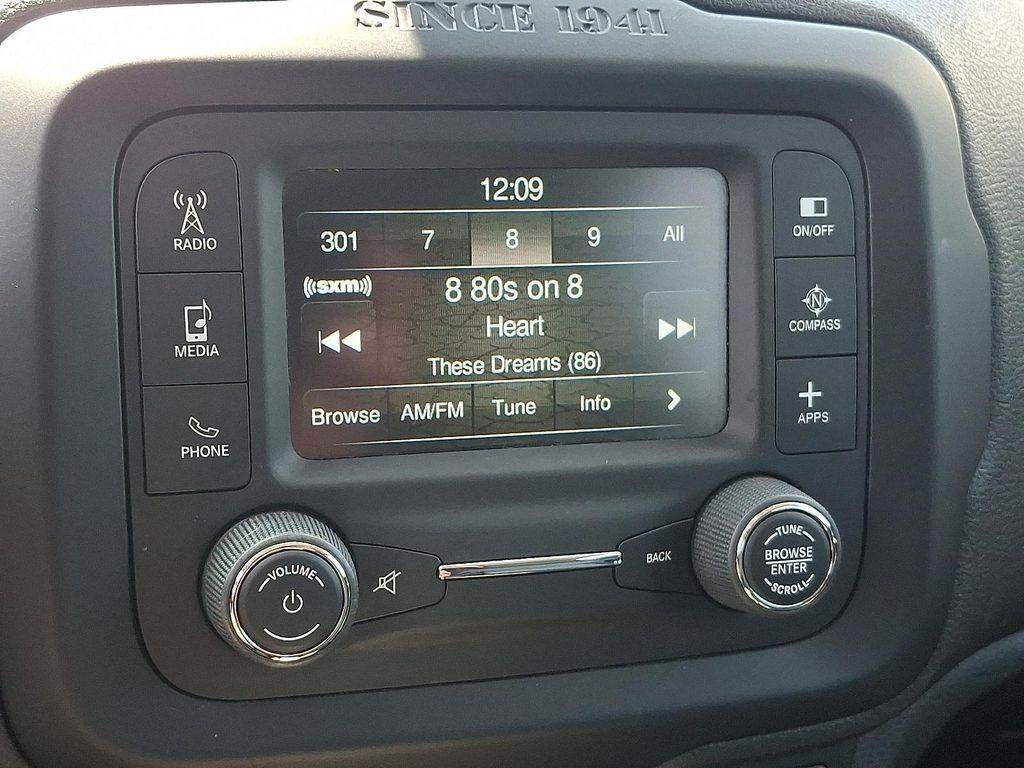 SINCE 1941
12:09
301 7 8 9 All
((sxm)) 8 80s on 8
Heart
These Dreams (86)
Browse AM/FM Tune Info
RADIO
MEDIA
PHONE
ON/OFF
N
COMPASS
APPS
VOLUME
BACK
TUNE
BROWSE
ENTER
SCROLL